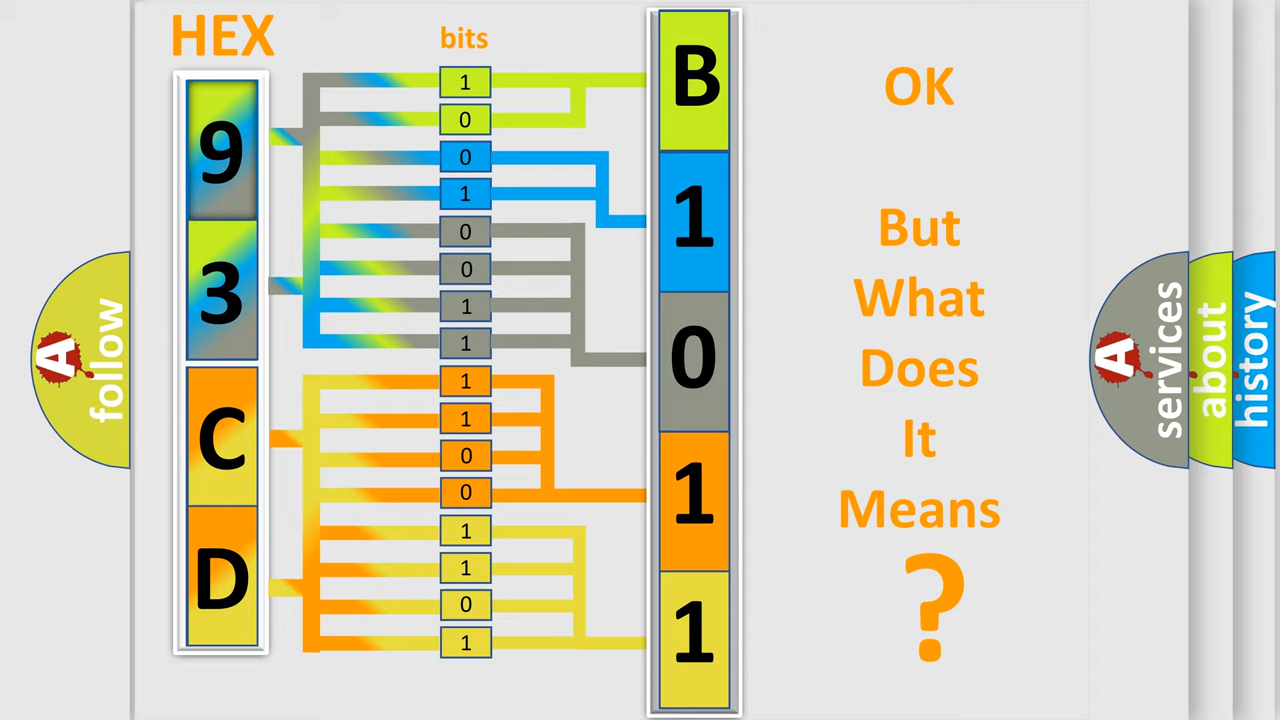 HEX
bits
9
3
C
D
1
0
0
1
0
0
1
1
1
1
0
0
1
1
0
1
B
1
0
1
1
OK
But
What
Does
It
Means
?
A
follow
A
services
about
history